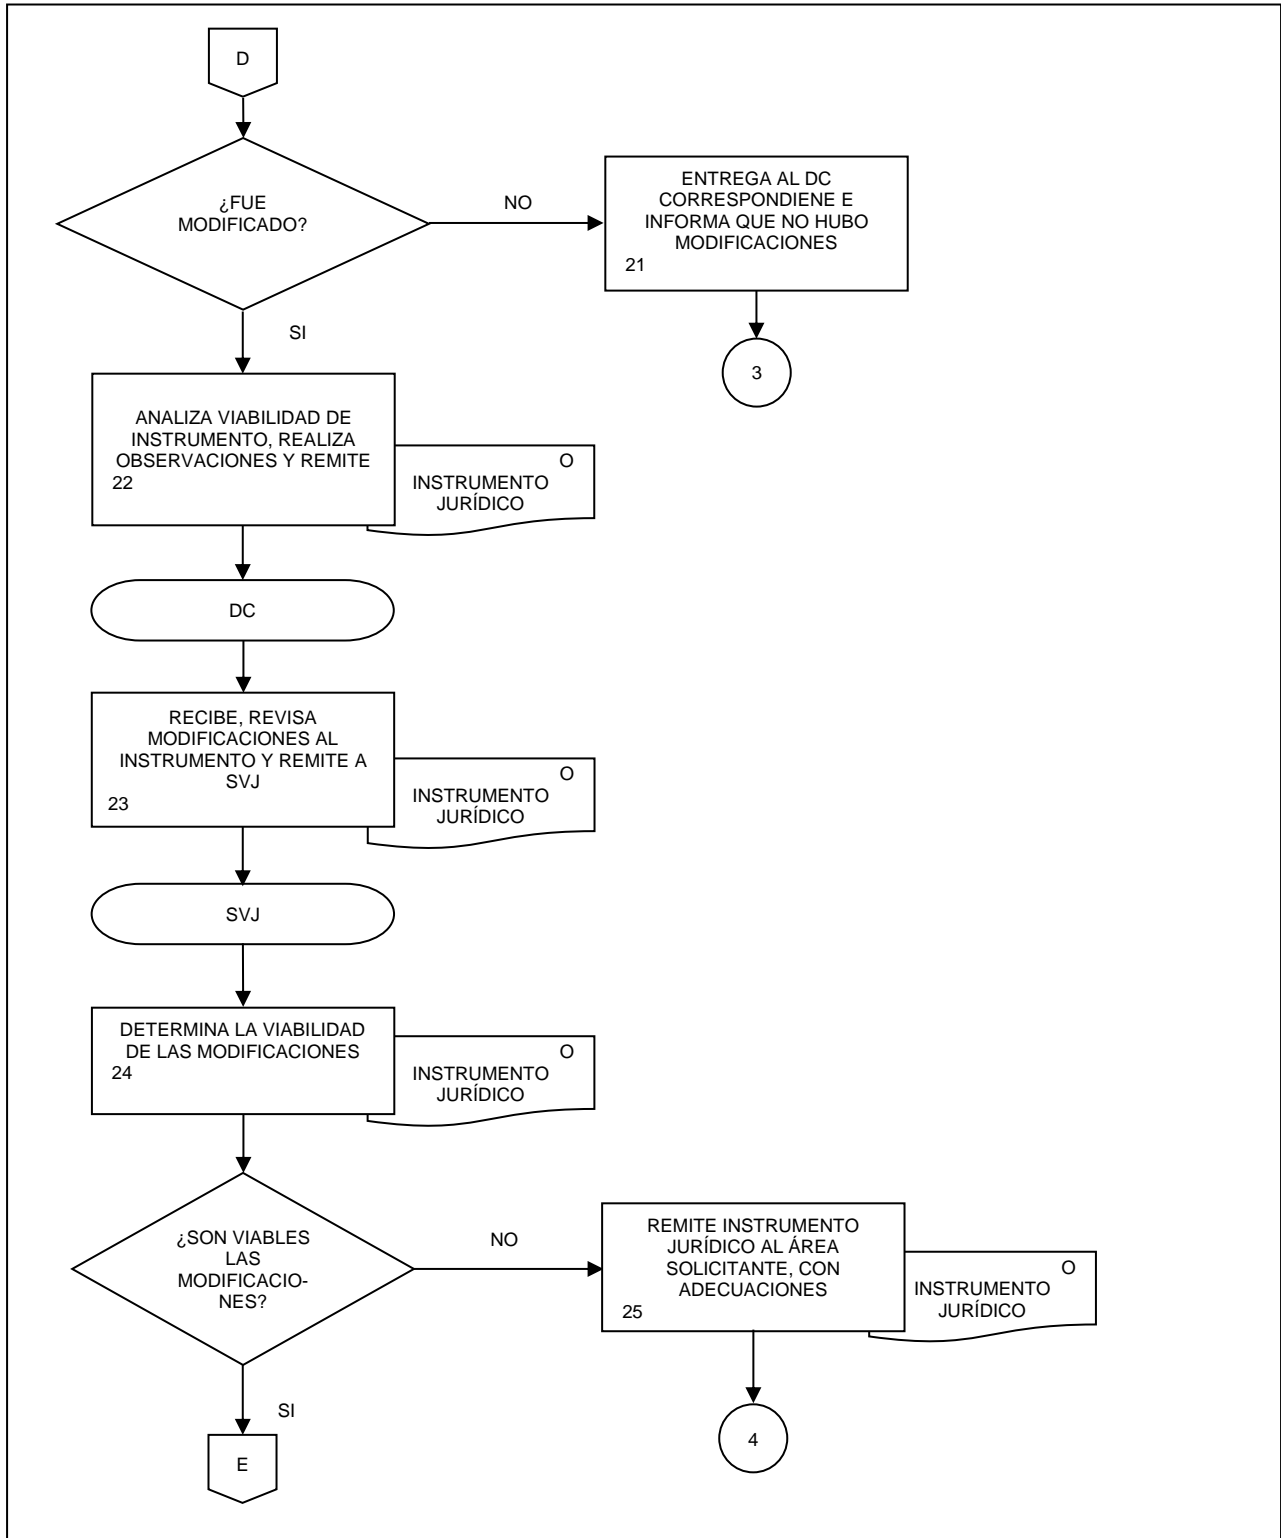 D
¿FUE
MODIFICADO?
NO
ENTREGA AL DC
CORRESPONDIENE E
INFORMA QUE NO HUBO
MODIFICACIONES
21
3
SI
ANALIZA VIABILIDAD DE
INSTRUMENTO, REALIZA
OBSERVACIONES Y REMITE
22
O
INSTRUMENTO
JURÍDICO
DC
RECIBE, REVISA
MODIFICACIONES AL
INSTRUMENTO Y REMITE A
SVJ
23
O
INSTRUMENTO
JURÍDICO
SVJ
DETERMINA LA VIABILIDAD
DE LAS MODIFICACIONES
24
O
INSTRUMENTO
JURÍDICO
¿SON VIABLES
LAS
MODIFICACIO-
NES?
NO
REMITE INSTRUMENTO
JURÍDICO AL ÁREA
SOLICITANTE, CON
ADECUACIONES
25
O
INSTRUMENTO
JURÍDICO
4
SI
E